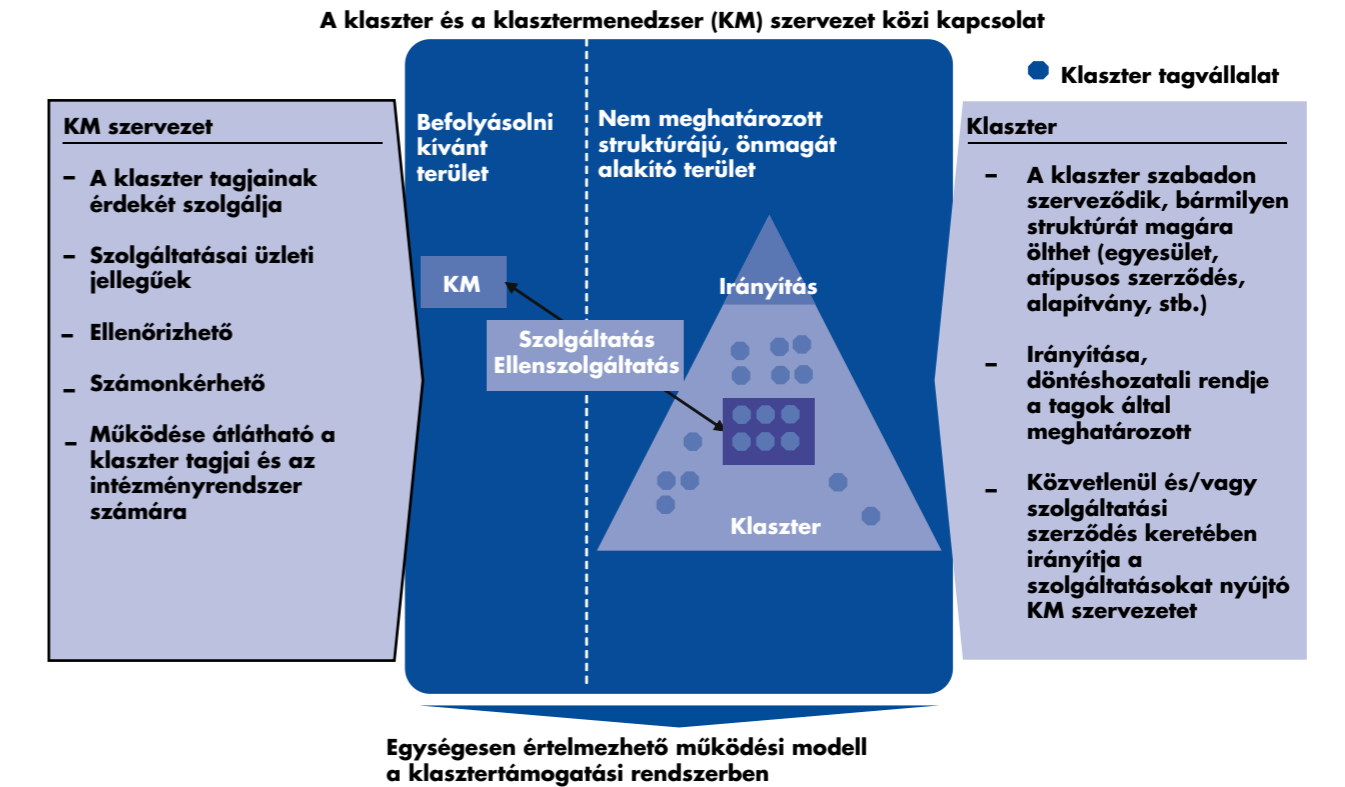 A klaszter és a klasztermenedzser (KM) szervezet közi kapcsolat
Klaszter tagvállalat
KM szervezet
– A klaszter tagjainak
érdekét szolgálja
– Szolgáltatásai üzleti
jellegűek
– Ellenőrizhető
– Számonkérhető
– Működése átlátható a
klaszter tagjai és az
intézményrendszer
számára
Befolyásolni
kívánt
terület
Nem meghatározott
struktúrájú, önmagát
alakító terület
KM
Szolgáltatás
Ellenszolgáltatás
Irányítás
Klaszter
Klaszter
– A klaszter szabadon
szerveződik, bármilyen
struktúrát magára
ölthet (egyesület,
atípusos szerződés,
alapítvány, stb.)
– Irányítása,
döntéshozatali rendje
a tagok által
meghatározott
– Közvetlenül és/vagy
szolgáltatási
szerződés keretében
irányítja a
szolgáltatásokat nyújtó
KM szervezetet
Egységesen értelmezhető működési modell
a klasztertámogatási rendszerben